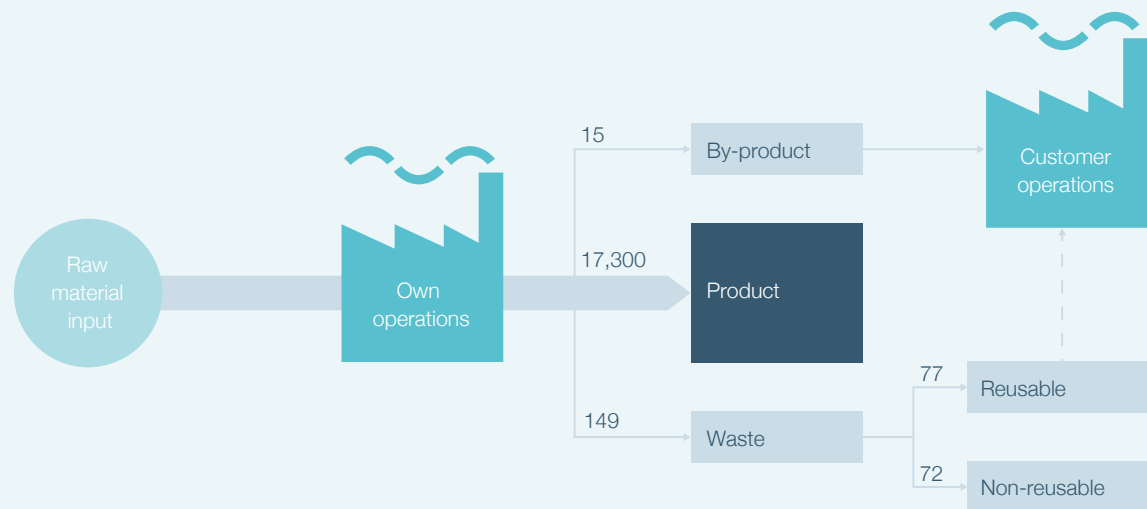 15
By-product
Customer
operations
17,300
Raw
material
input
Own
operations
Product
77
Reusable
149
Waste
72
Non-reusable